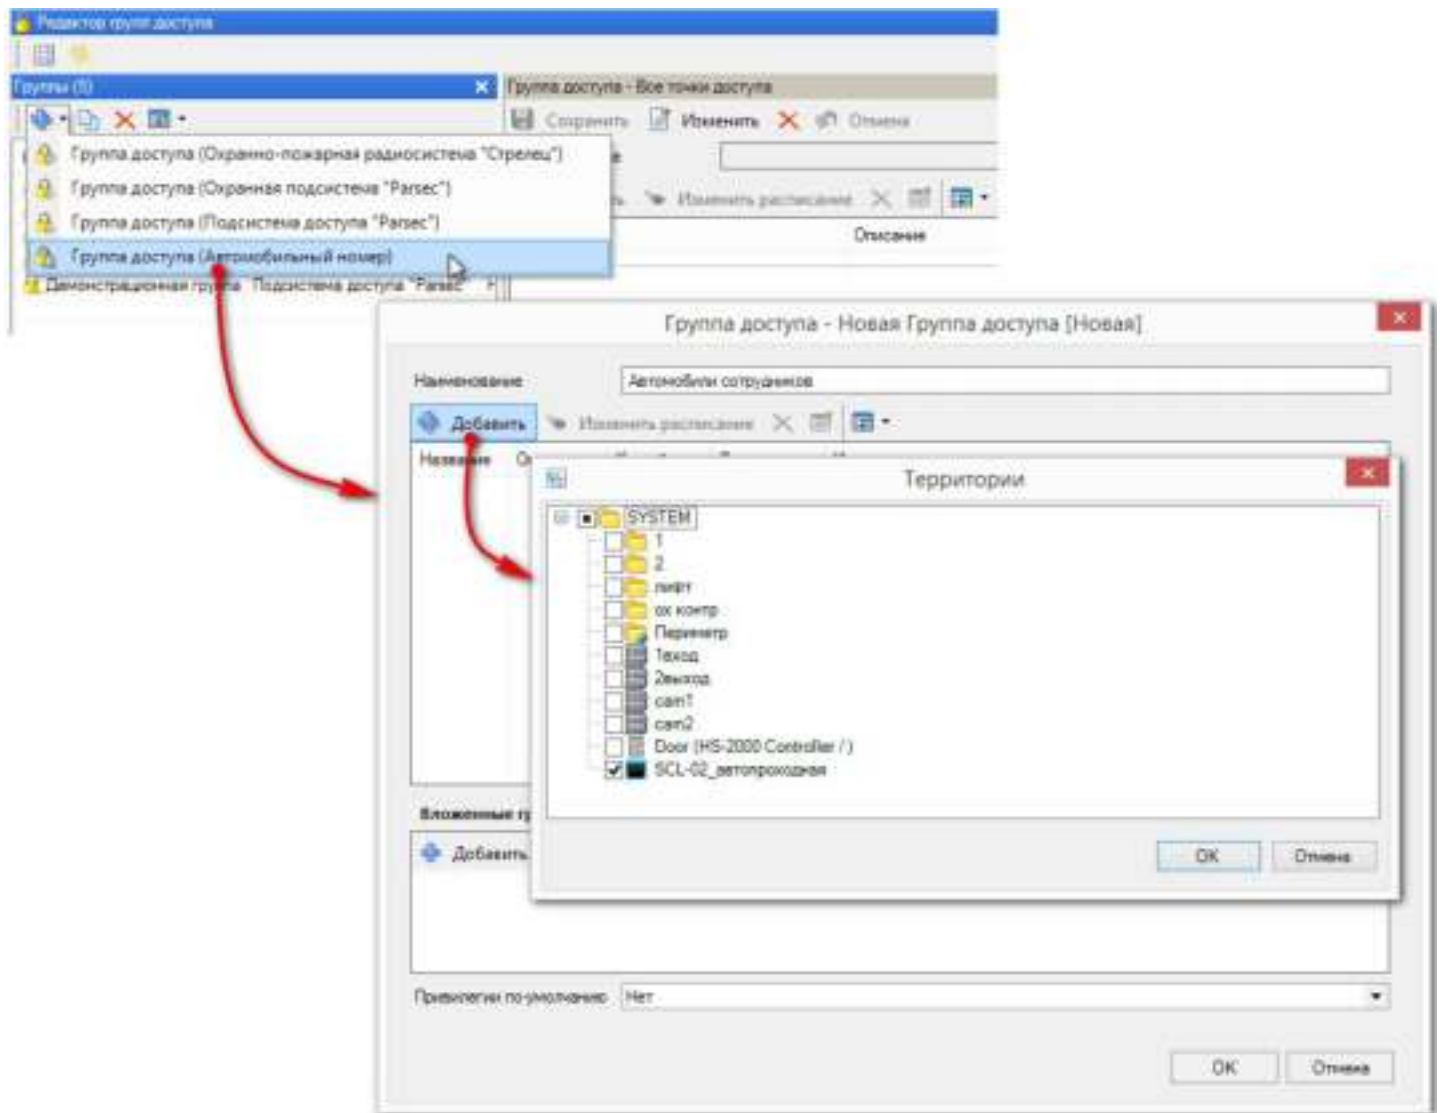 Редактор групп доступа
Группы (5)
Группа доступа - Все точки доступа
Сохранить Изменить Отмена
Группа доступа (Охранно-пожарная радиосистема "Стрелец")
Группа доступа (Охранная подсистема "Parsec")
Изменить расписание
Группа доступа (Подсистема доступа "Parsec")
Описание
Группа доступа (Автомобильный номер)
Демонстрационная группа Подсистема доступа "Parsec"
Группа доступа - Новая Группа доступа [Новая]
Наименование Автомобили сотрудников
Добавить Изменить расписание
Название
Территории
SYSTEM
1
2
лифт
ох контр
Периметр
1вход
2выход
cam1
cam2
Door (HS-2000 Controller / )
SCL-02_автопроходная
Вложенные
Добавить
OK Отмена
Привилегии по-умолчанию Нет
OK Отмена